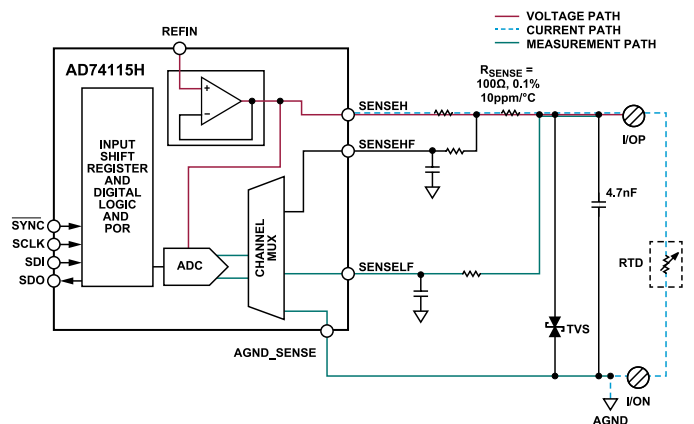 REFIN
VOLTAGE PATH
CURRENT PATH
MEASUREMENT PATH
AD74115H
RSENSE =
100Ω, 0.1%
10ppm/°C
+
–
SENSEH
I/OP
INPUT
SHIFT
REGISTER
AND
DIGITAL
LOGIC
AND
POR
SENSEHF
4.7nF
SYNC
SCLK
SDI
SDO
ADC
CHANNEL
MUX
SENSELF
RTD
TVS
AGND_SENSE
I/ON
AGND